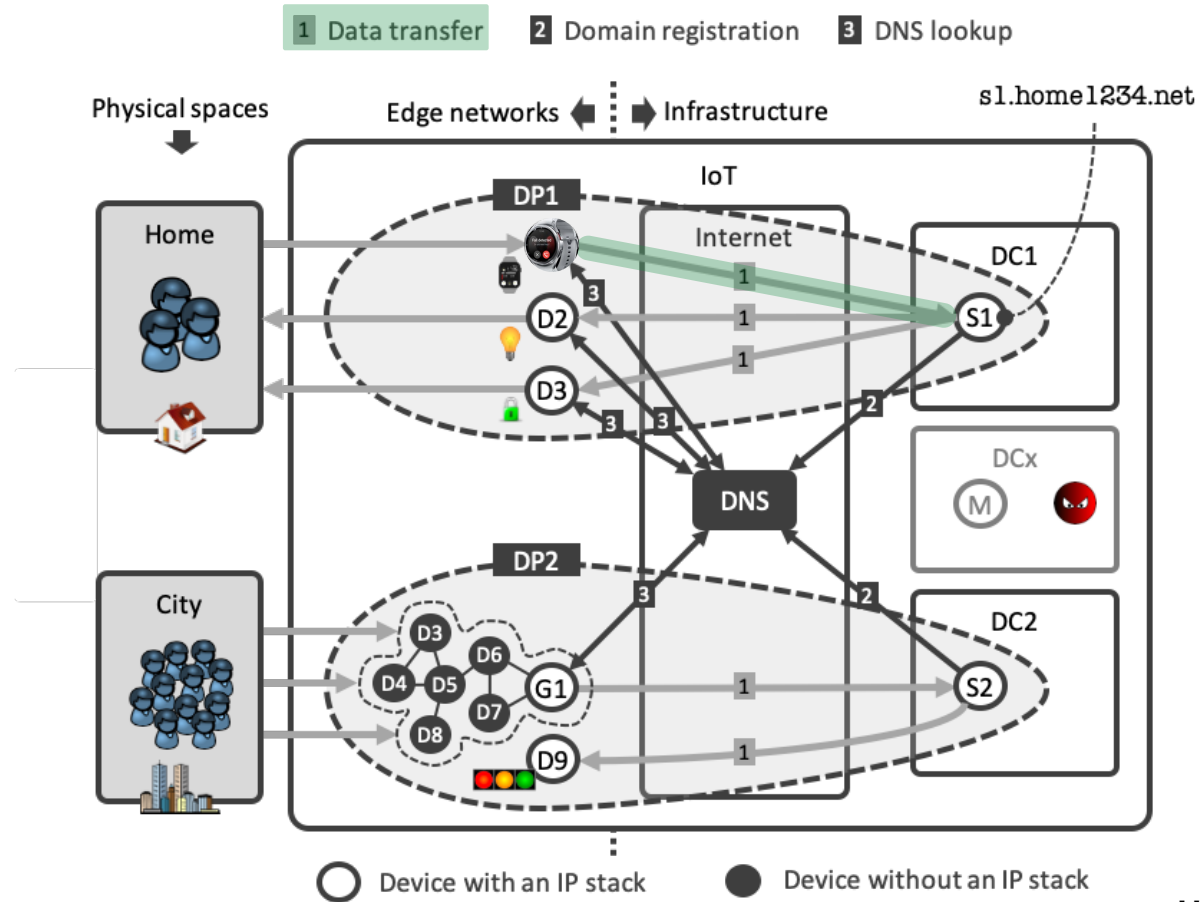 1 Data transfer 2 Domain registration 3 DNS lookup
s1.home1234.net
Physical spaces
Edge networks Infrastructure
IoT
DP1
Home
Internet
DC1
1
3
D2 1 S1
1
D3
2
3 3
DCx
DNS
M
DP2
City
3 2
DC2
D3
D6
D4 D5 G1 1 S2
D7
D8
D9 1
Device with an IP stack Device without an IP stack